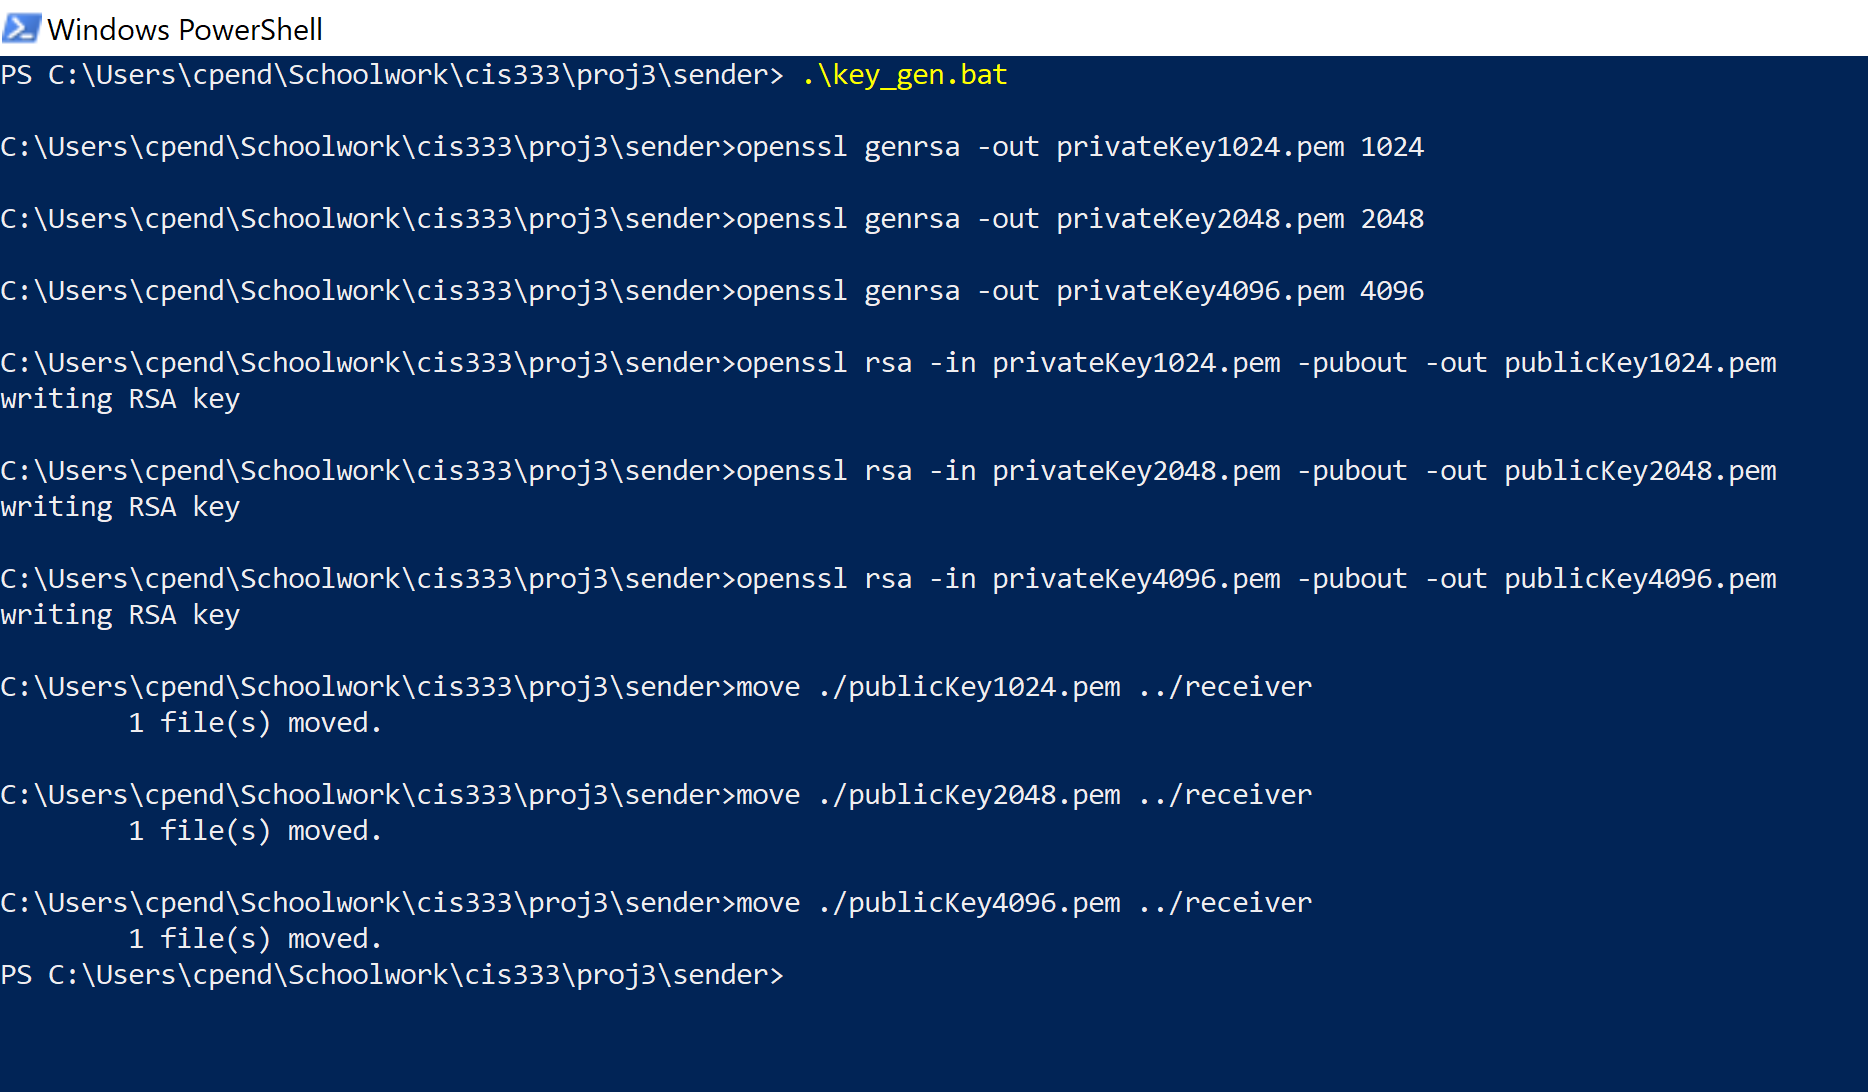 Windows PowerShell
PS C:\Users\cpend\Schoolwork\cis333\proj3\sender> .\key_gen.bat
C:\Users\cpend\Schoolwork\cis333\proj3\sender>openssl genrsa -out privateKey1024.pem 1024
C:\Users\cpend\Schoolwork\cis333\proj3\sender>openssl genrsa -out privateKey2048.pem 2048
C:\Users\cpend\Schoolwork\cis333\proj3\sender>openssl genrsa -out privateKey4096.pem 4096
C:\Users\cpend\Schoolwork\cis333\proj3\sender>openssl rsa -in privateKey1024.pem -pubout -out publicKey1024.pem
writing RSA key
C:\Users\cpend\Schoolwork\cis333\proj3\sender>openssl rsa -in privateKey2048.pem -pubout -out publicKey2048.pem
writing RSA key
C:\Users\cpend\Schoolwork\cis333\proj3\sender>openssl rsa -in privateKey4096.pem -pubout -out publicKey4096.pem
writing RSA key
C:\Users\cpend\Schoolwork\cis333\proj3\sender>move ./publicKey1024.pem ../receiver
        1 file(s) moved.
C:\Users\cpend\Schoolwork\cis333\proj3\sender>move ./publicKey2048.pem ../receiver
        1 file(s) moved.
C:\Users\cpend\Schoolwork\cis333\proj3\sender>move ./publicKey4096.pem ../receiver
        1 file(s) moved.
PS C:\Users\cpend\Schoolwork\cis333\proj3\sender>